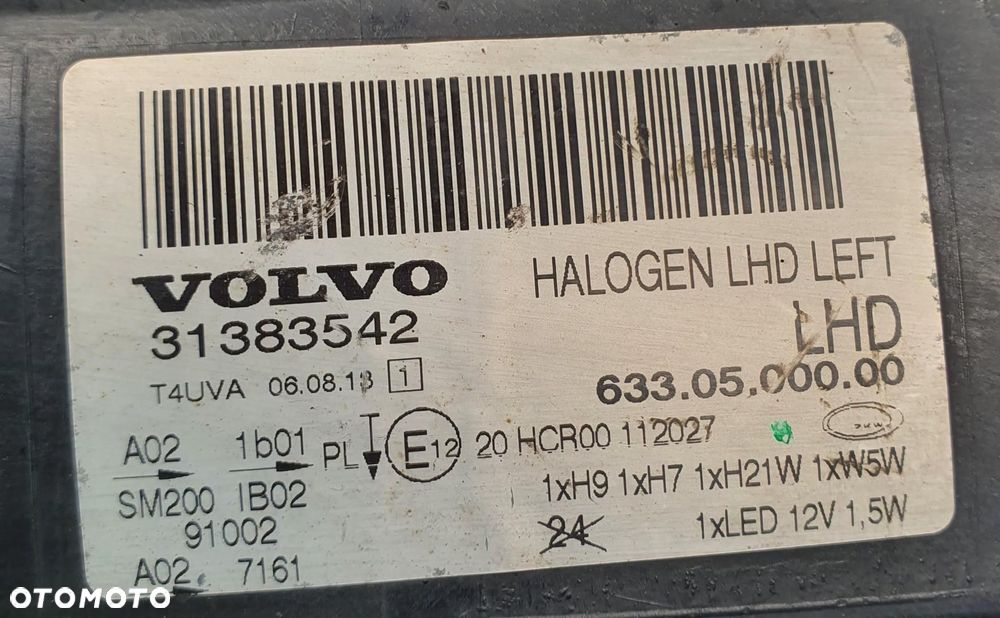 VOLVO
HALOGEN LHD LEFT
31383542
LHD
T4UVA 06.08.13 1
633.05.000.00
A02 1b01 PL E12 20 HCR00 112027
SM200 IB02
1xH9 1xH7 1xH21W 1xW5W
91002
24
1xLED 12V 1,5W
A02 7161
OTOMOTO